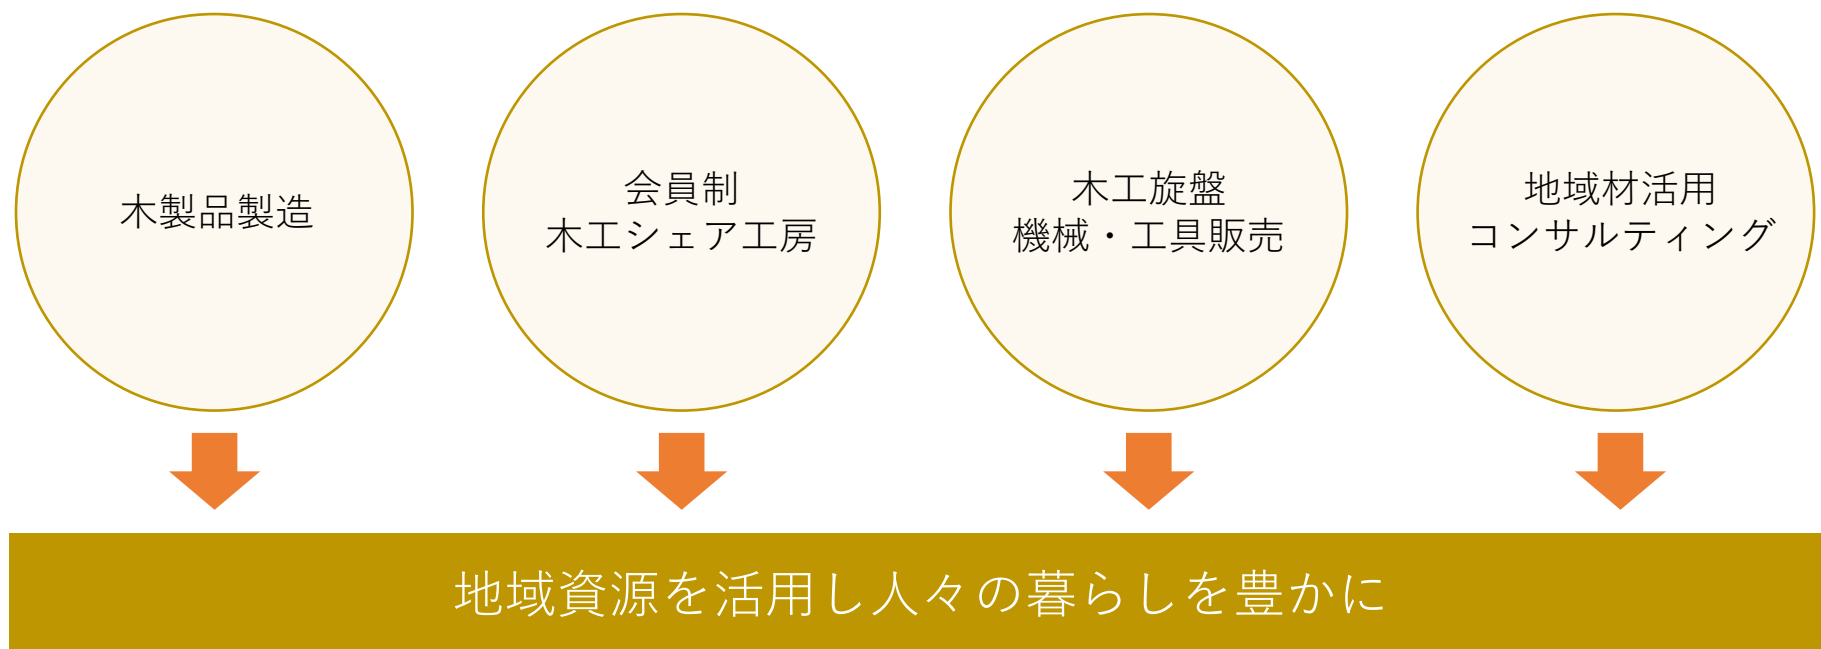 木製品製造
会員制
木工シェア工房
木工旋盤
機械・工具販売
地域材活用
コンサルティング
地域資源を活用し人々の暮らしを豊かに